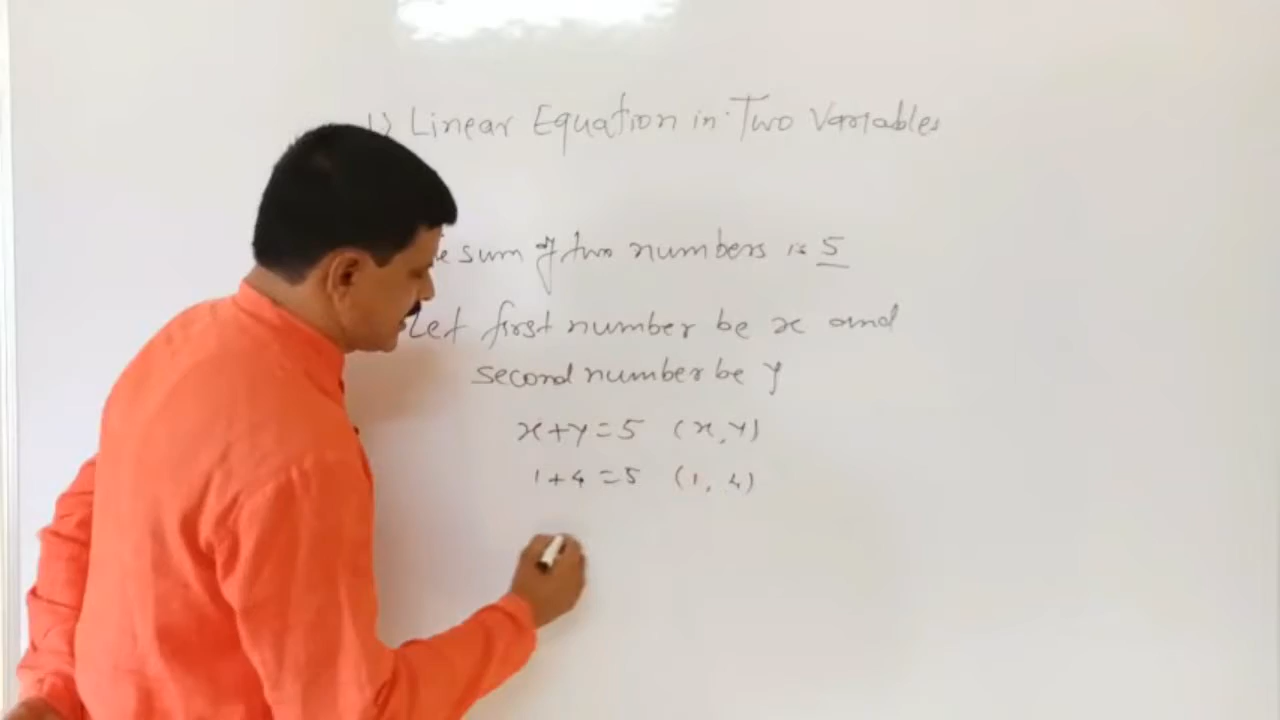 1) Linear Equation in Two Variables
sum of two numbers is 5
Let first number be x and
second number be y
x+y=5 (x,y)
1+4=5 (1,4)